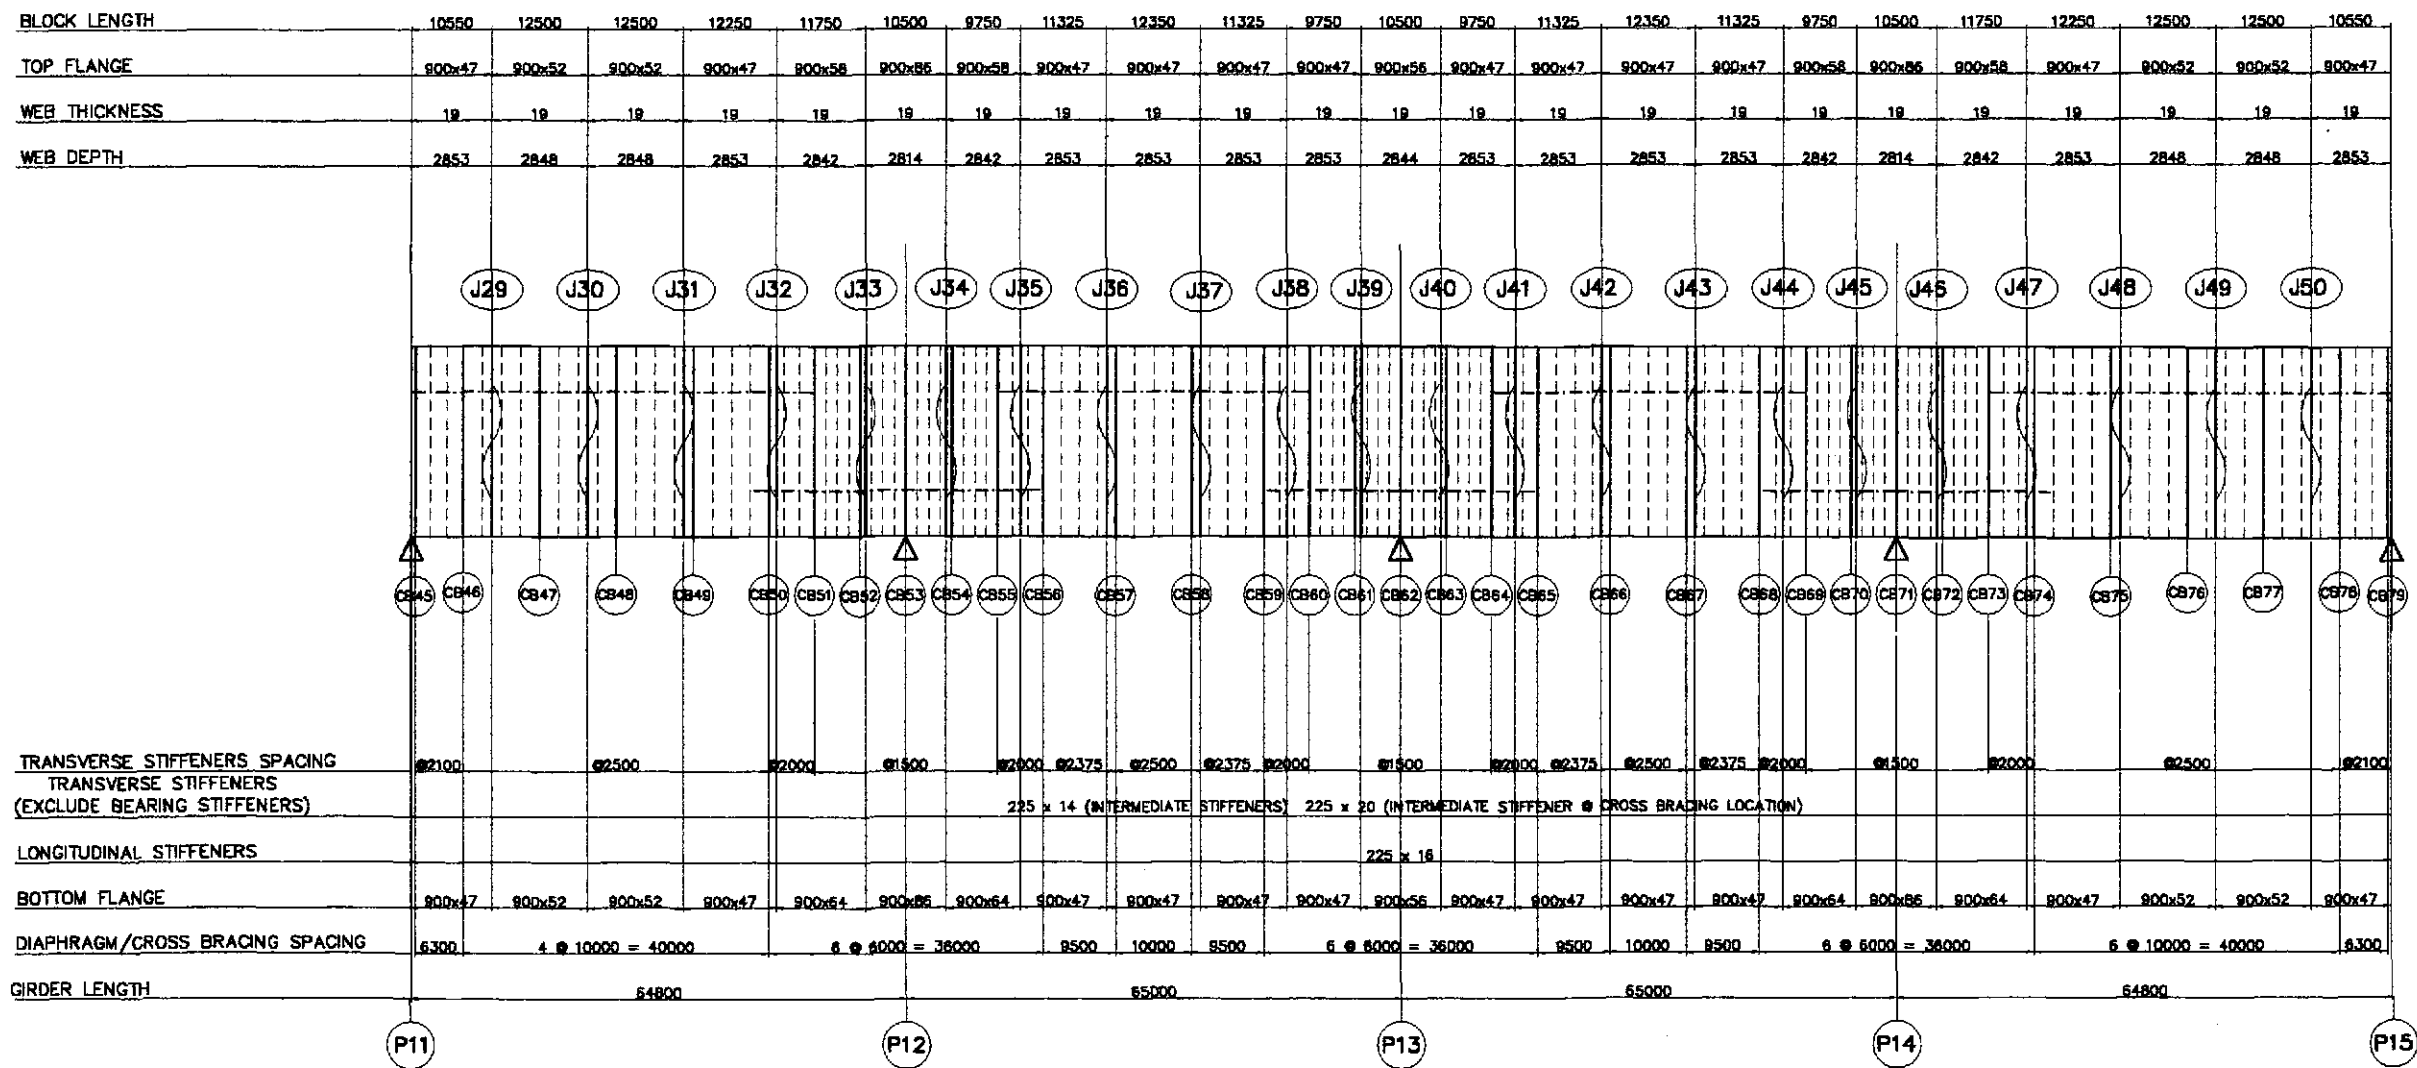 BLOCK LENGTH 10550 12500 12500 12250 11750 10500 9750 11325 12350 11325 9750 10500 9750 11325 12350 11325 9750 10500 11750 12250 12500 12500 10550
TOP FLANGE 900x47 900x52 900x52 900x47 900x58 900x86 900x58 900x47 900x47 900x47 900x47 900x56 900x47 900x47 900x47 900x47 900x58 900x86 900x58 900x47 900x52 900x52 900x47
WEB THICKNESS 19 19 19 19 19 19 19 19 19 19 19 19 19 19 19 19 19 19 19 19 19 19 19
WEB DEPTH 2853 2848 2848 2853 2842 2814 2842 2853 2853 2853 2853 2844 2853 2853 2853 2853 2842 2814 2842 2853 2848 2848 2853
J29 J30 J31 J32 J33 J34 J35 J36 J37 J38 J39 J40 J41 J42 J43 J44 J45 J46 J47 J48 J49 J50
CB45 CB46 CB47 CB48 CB49 CB50 CB51 CB52 CB53 CB54 CB55 CB56 CB57 CB58 CB59 CB60 CB61 CB62 CB63 CB64 CB65 CB66 CB67 CB68 CB69 CB70 CB71 CB72 CB73 CB74 CB75 CB76 CB77 CB78 CB79
TRANSVERSE STIFFENERS SPACING @2100 @2500 @2000 @1500 @2000 @2375 @2500 @2375 @2000 @1500 @2000 @2375 @2500 @2375 @2000 @1500 @2000 @2500 @2100
TRANSVERSE STIFFENERS
(EXCLUDE BEARING STIFFENERS) 225 x 14 (INTERMEDIATE STIFFENERS) 225 x 20 (INTERMEDIATE STIFFENER @ CROSS BRACING LOCATION)
LONGITUDINAL STIFFENERS 225 x 16
BOTTOM FLANGE 900x47 900x52 900x52 900x47 900x64 900x86 900x64 900x47 900x47 900x47 900x47 900x56 900x47 900x47 900x47 900x47 900x64 900x86 900x64 900x47 900x52 900x52 900x47
DIAPHRAGM/CROSS BRACING SPACING 6300 4 @ 10000 = 40000 6 @ 6000 = 36000 9500 10000 9500 6 @ 6000 = 36000 9500 10000 9500 6 @ 6000 = 36000 6 @ 10000 = 40000 6300
GIRDER LENGTH 64800 65000 65000 64800
P11 P12 P13 P14 P15